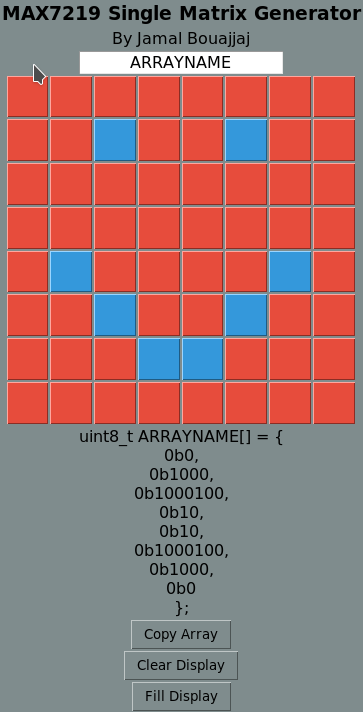 MAX7219 Single Matrix Generator
By Jamal Bouajjaj
ARRAYNAME
uint8_t ARRAYNAME[] = {
0b0,
0b1000,
0b1000100,
0b10,
0b10,
0b1000100,
0b1000,
0b0
};
Copy Array
Clear Display
Fill Display